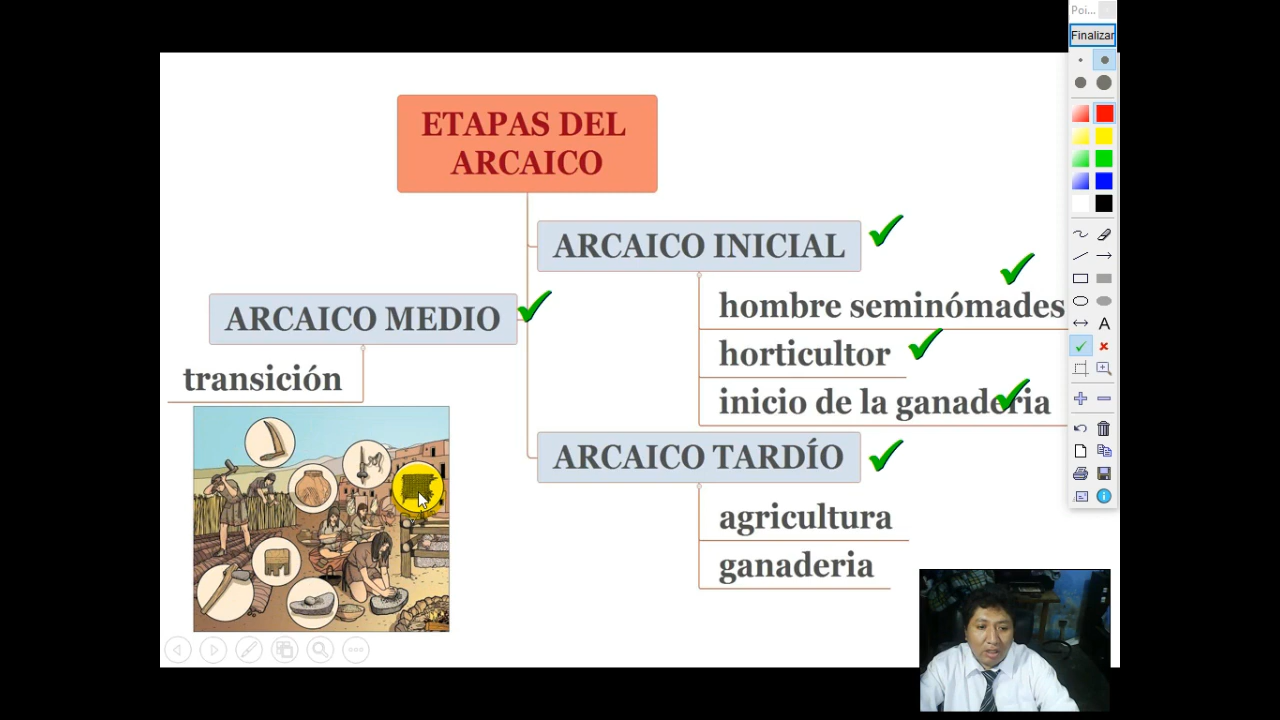 Poi...
Finalizar
ETAPAS DEL
ARCAICO
ARCAICO INICIAL
hombre seminómades
horticultor
inicio de la ganaderia
ARCAICO MEDIO
transición
ARCAICO TARDÍO
agricultura
ganaderia
A